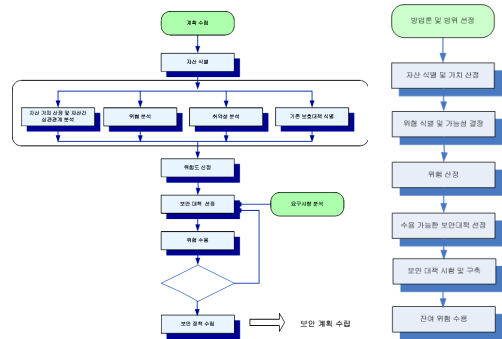 계획 수립
자산 식별
자산 가치 산정 및 자산간
상관관계 분석
위협 분석
취약성 분석
기존 보호대책 식별
위험도 산정
보안 대책 선정
요구사항 분석
위험 수용
보안 정책 수립
보안 계획 수립
방법론 및 범위 선정
자산 식별 및 가치 산정
위협 식별 및 가능성 결정
위험 산정
수용 가능한 보안대책 선정
보안 대책 시험 및 구축
잔여 위험 수용